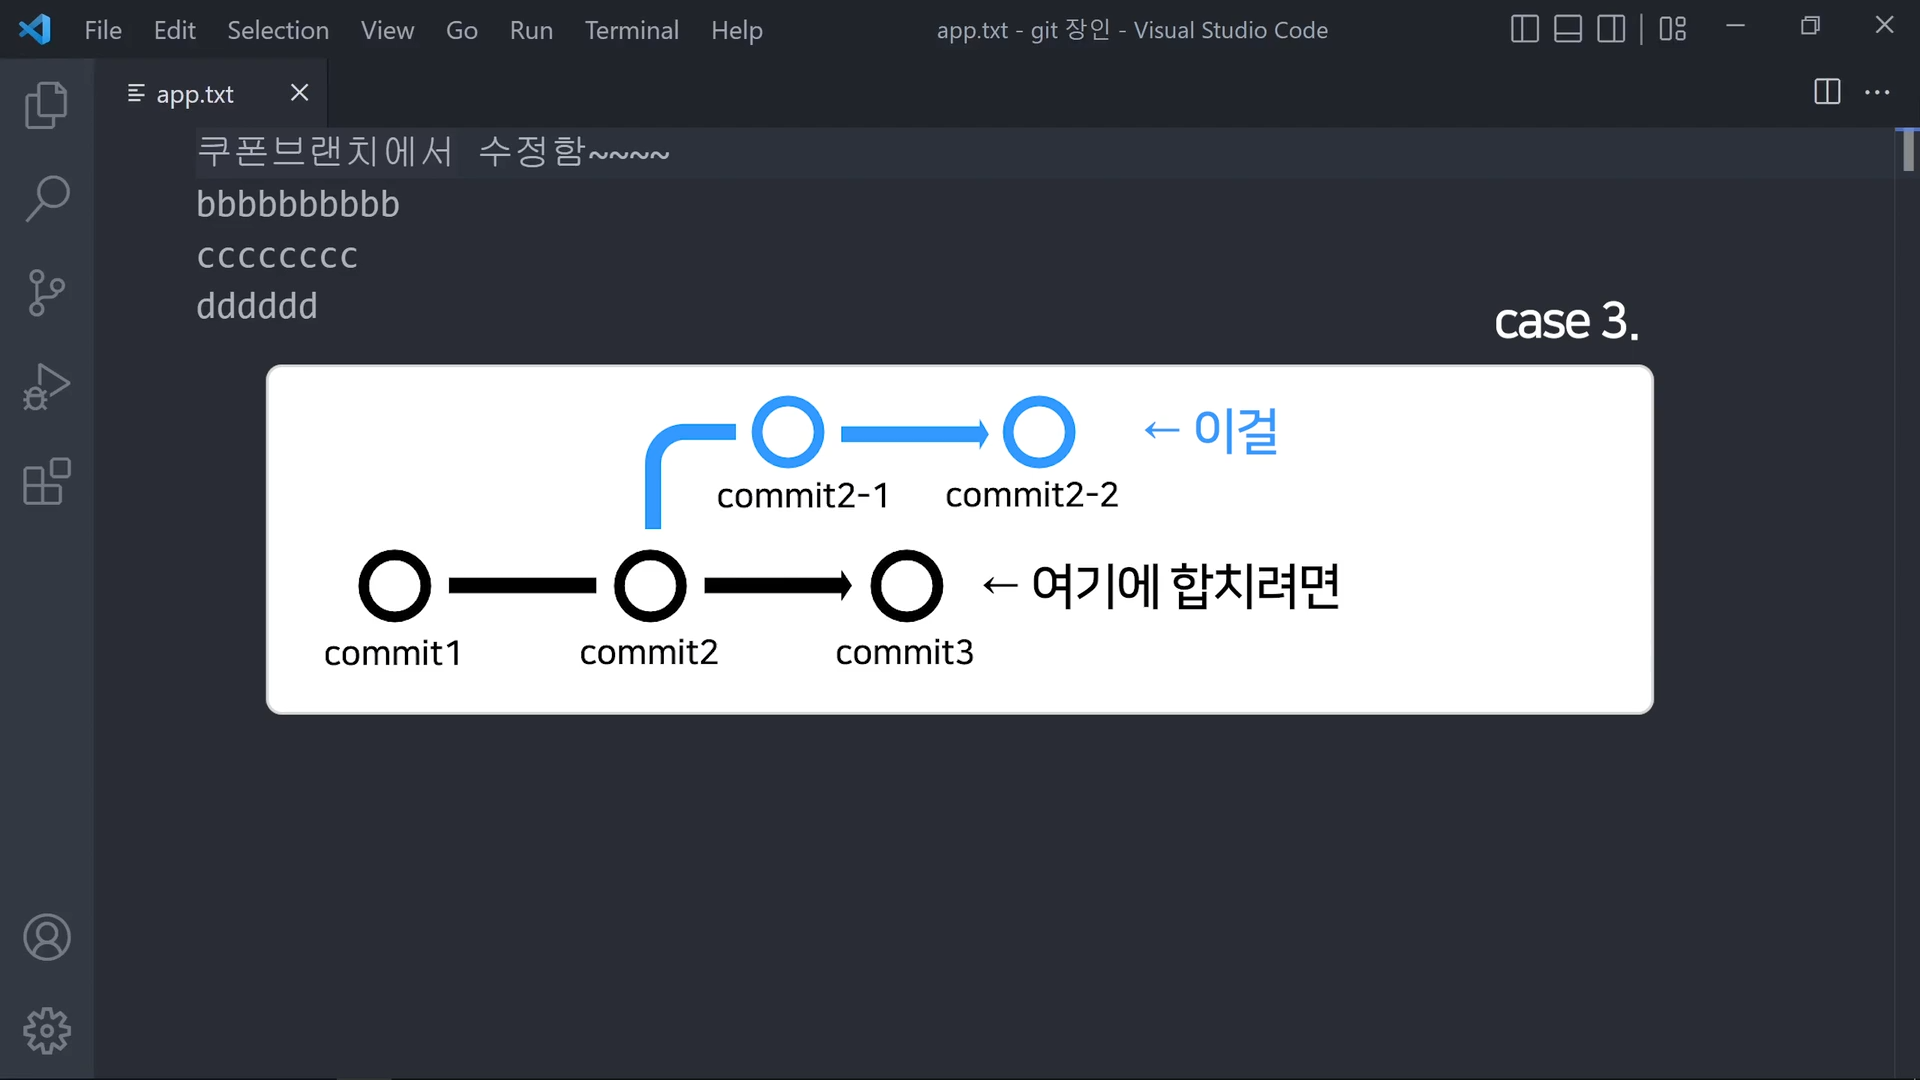 File Edit Selection View Go Run Terminal Help
app.txt - git 장인 - Visual Studio Code
app.txt
쿠폰브랜치에서 수정함~~~~
bbbbbbbbbb
cccccccc
dddddd
case 3.
← 이걸
commit2-1 commit2-2
← 여기에 합치려면
commit1 commit2 commit3